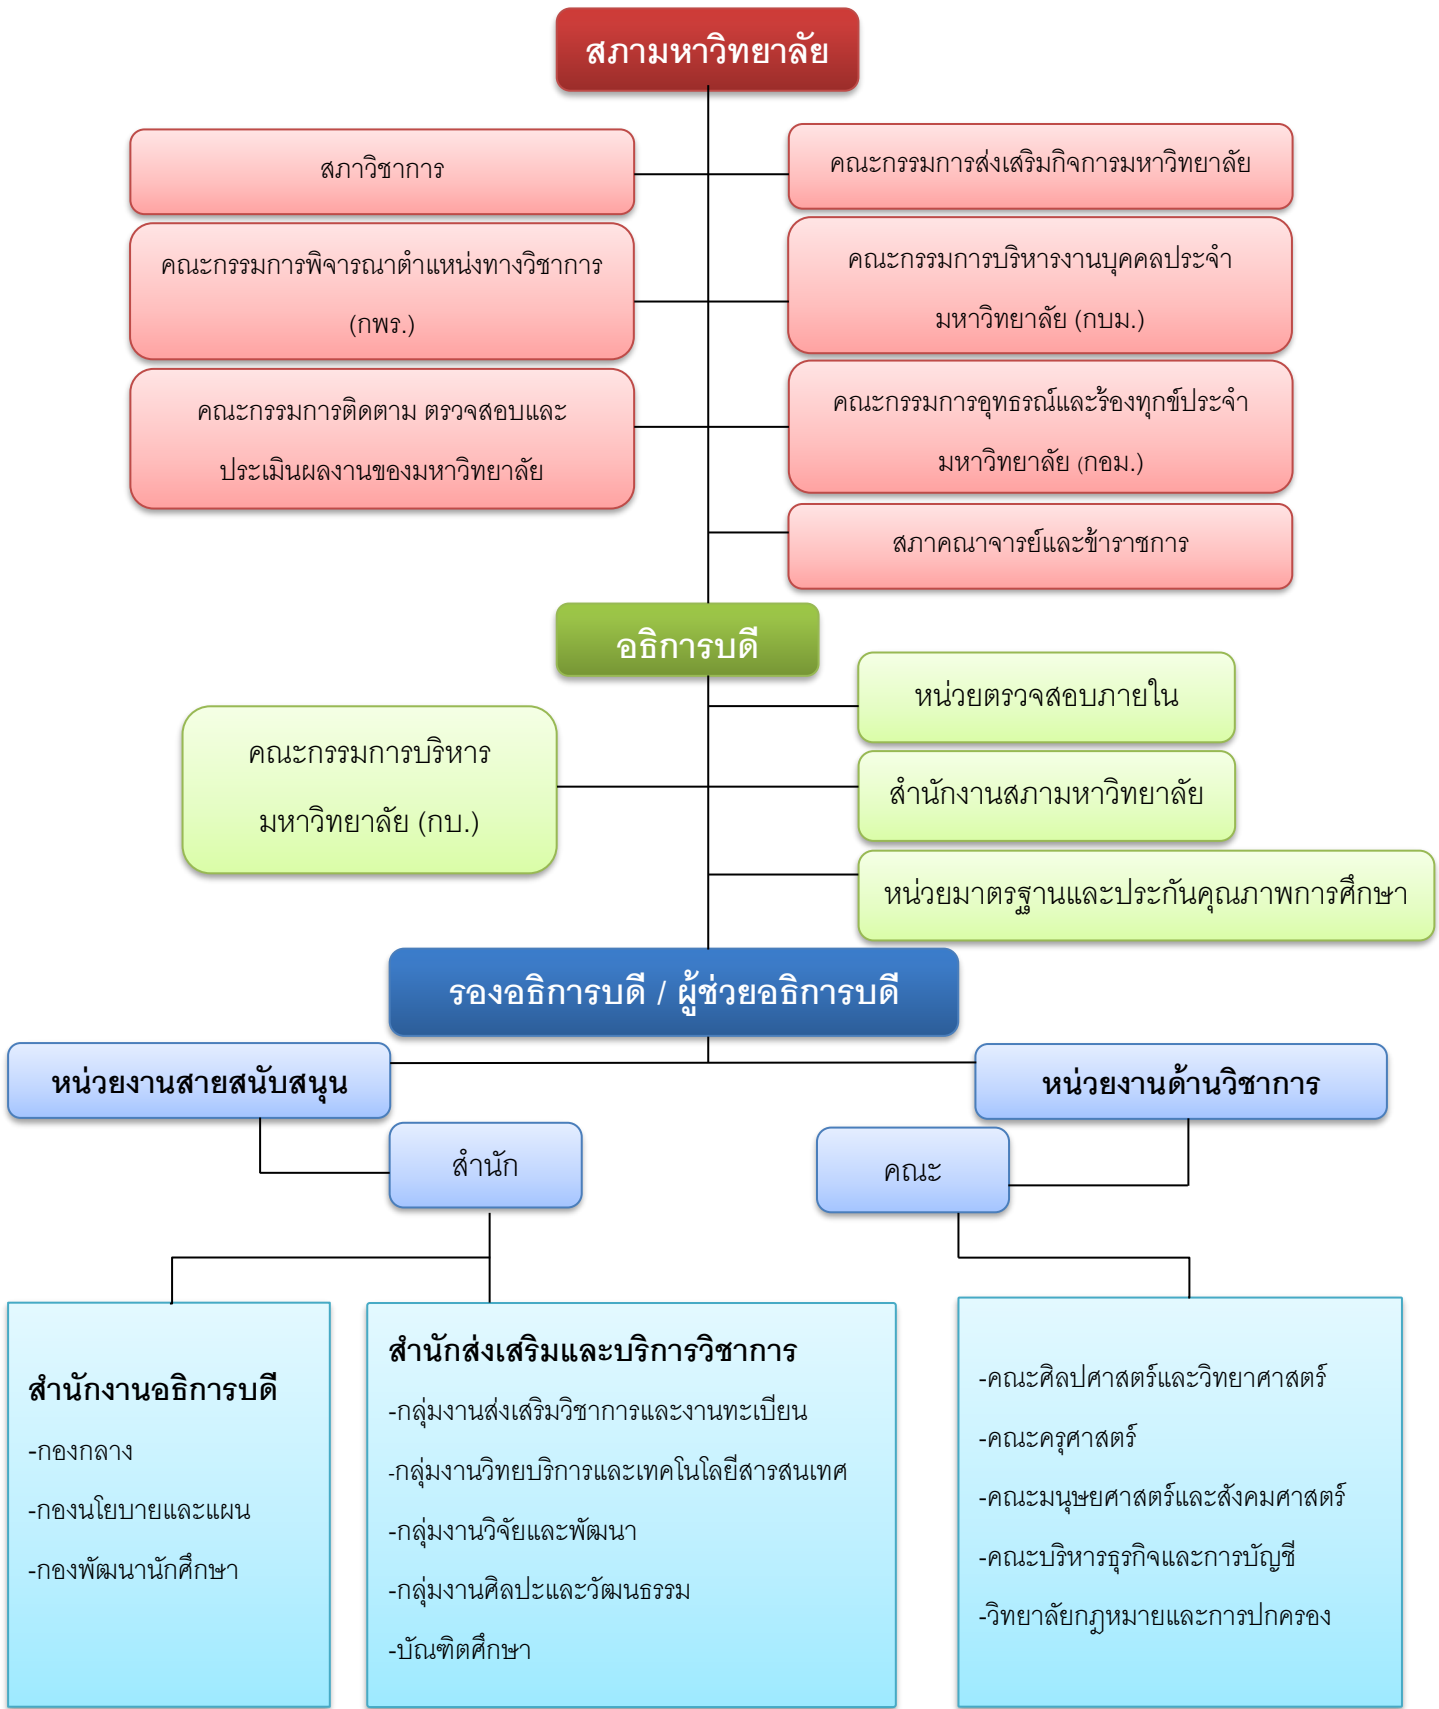 สภามหาวิทยาลัย
สภาวิชาการ
คณะกรรมการส่งเสริมกิจการมหาวิทยาลัย
คณะกรรมการพิจารณาตำแหน่งทางวิชาการ
(กพร.)
คณะกรรมการบริหารงานบุคคลประจำ
มหาวิทยาลัย (กบม.)
คณะกรรมการติดตาม ตรวจสอบและ
ประเมินผลงานของมหาวิทยาลัย
คณะกรรมการอุทธรณ์และร้องทุกข์ประจำ
มหาวิทยาลัย (กอม.)
สภาคณาจารย์และข้าราชการ
อธิการบดี
หน่วยตรวจสอบภายใน
คณะกรรมการบริหาร
มหาวิทยาลัย (กบ.)
สำนักงานสภามหาวิทยาลัย
หน่วยมาตรฐานและประกันคุณภาพการศึกษา
รองอธิการบดี / ผู้ช่วยอธิการบดี
หน่วยงานสายสนับสนุน
หน่วยงานด้านวิชาการ
สำนัก
คณะ
สำนักงานอธิการบดี
-กองกลาง
-กองนโยบายและแผน
-กองพัฒนานักศึกษา
สำนักส่งเสริมและบริการวิชาการ
-กลุ่มงานส่งเสริมวิชาการและงานทะเบียน
-กลุ่มงานวิทยบริการและเทคโนโลยีสารสนเทศ
-กลุ่มงานวิจัยและพัฒนา
-กลุ่มงานศิลปะและวัฒนธรรม
-บัณฑิตศึกษา
-คณะศิลปศาสตร์และวิทยาศาสตร์
-คณะครุศาสตร์
-คณะมนุษยศาสตร์และสังคมศาสตร์
-คณะบริหารธุรกิจและการบัญชี
-วิทยาลัยกฎหมายและการปกครอง